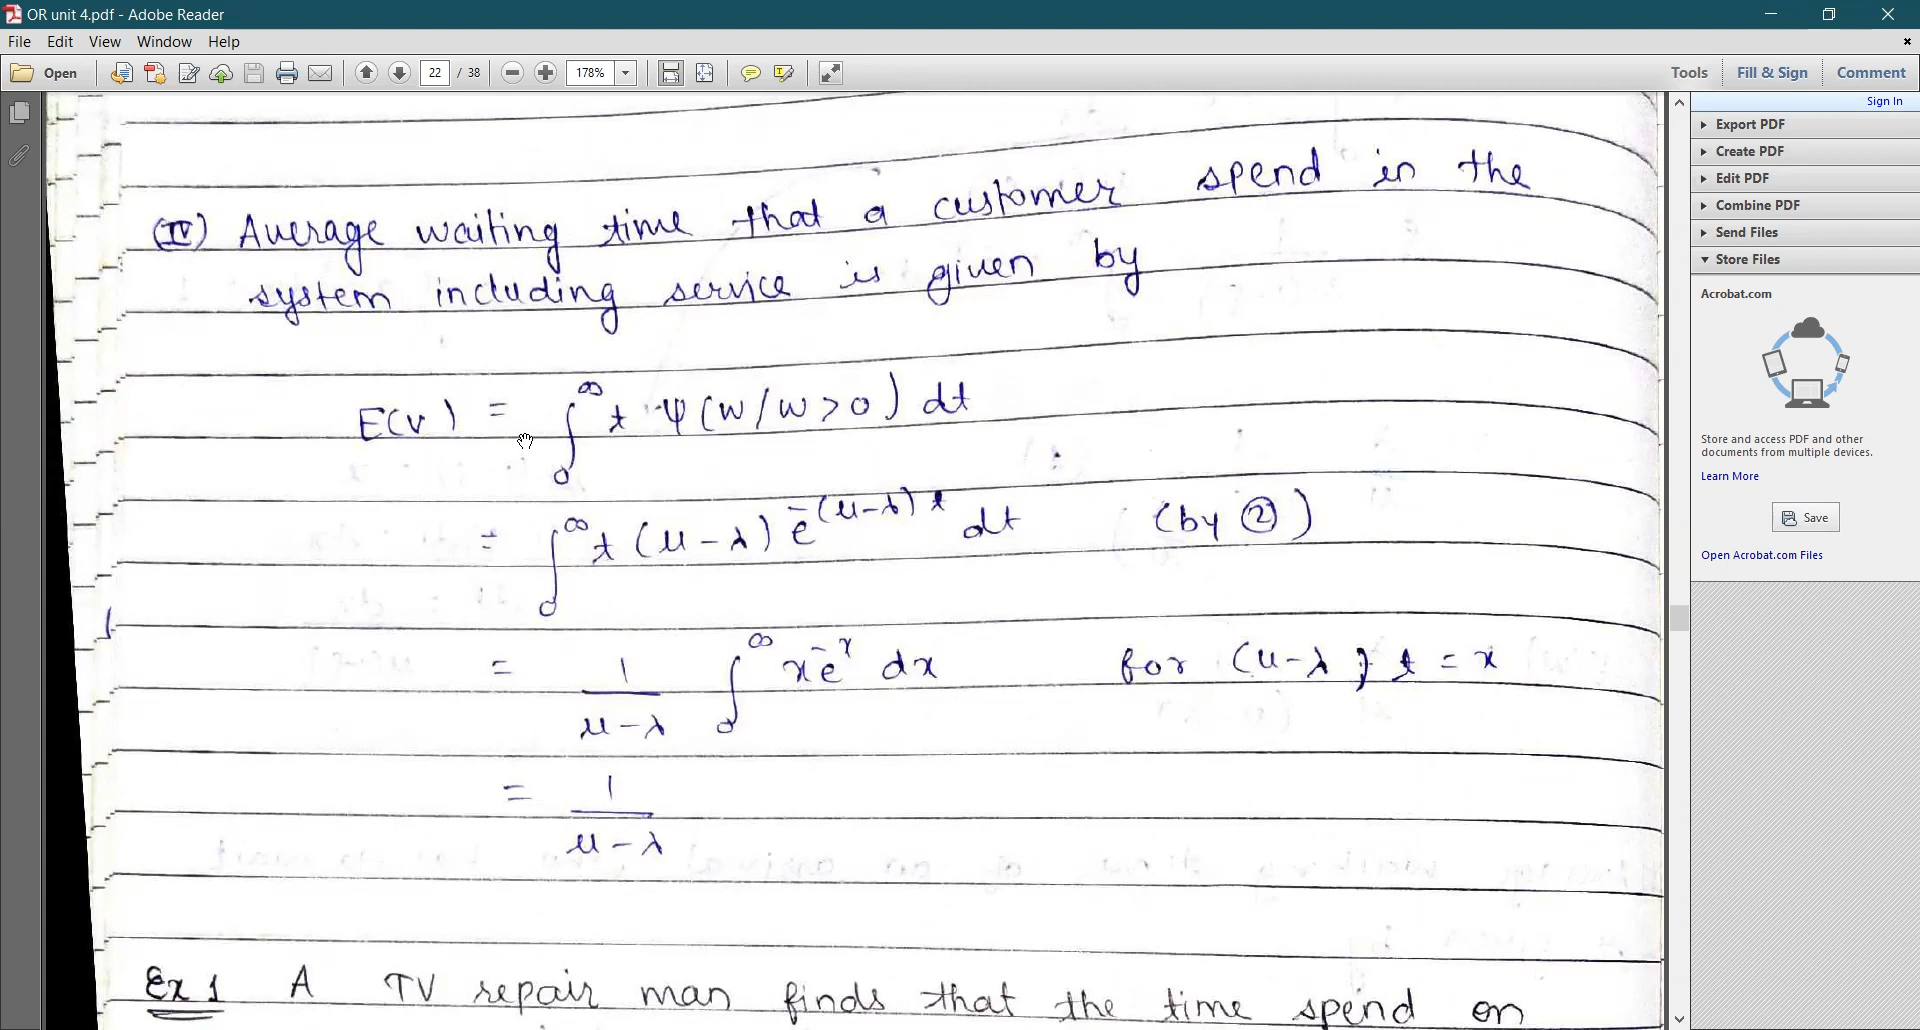 OR unit 4.pdf - Adobe Reader
File Edit View Window Help
Open 22 / 38 178% Tools Fill & Sign Comment
Sign In
Export PDF
Create PDF
Edit PDF
Combine PDF
Send Files
Store Files
Acrobat.com
Store and access PDF and other
documents from multiple devices.
Learn More
Save
Open Acrobat.com Files
(IV) Average waiting time that a customer spend in the
system including service is given by
E(v) = ∫₀^∞ t ψ(w/w>0) dt
= ∫₀^∞ t (μ-λ) e^-(μ-λ)t dt (by ②)
= 1/(μ-λ) ∫₀^∞ x e^-x dx for (μ-λ) t = x
= 1/(μ-λ)
Ex 1 A TV repair man finds that the time spend on